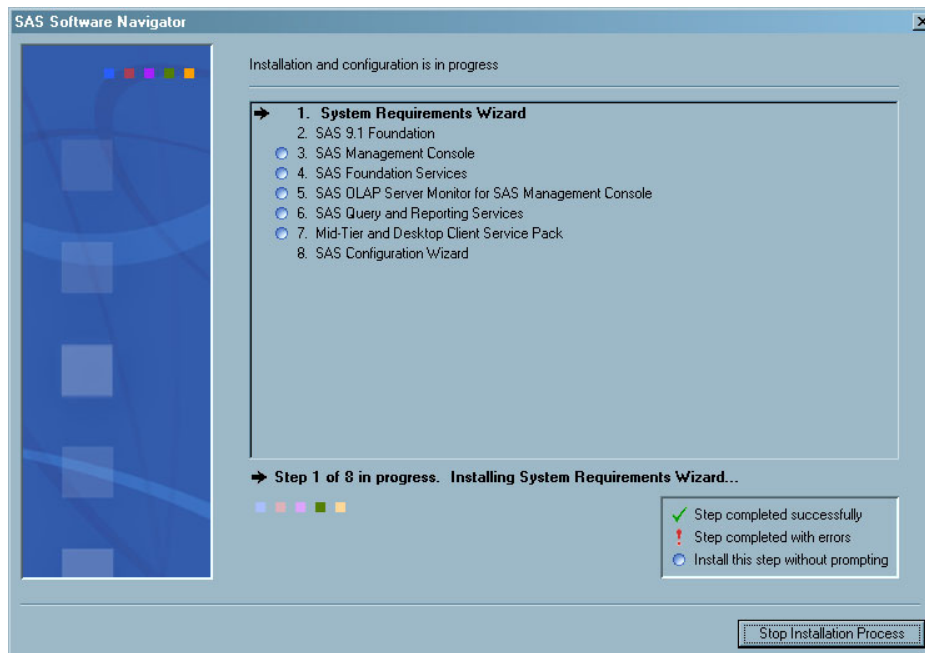 SAS Software Navigator
Installation and configuration is in progress
1. System Requirements Wizard
2. SAS 9.1 Foundation
3. SAS Management Console
4. SAS Foundation Services
5. SAS OLAP Server Monitor for SAS Management Console
6. SAS Query and Reporting Services
7. Mid-Tier and Desktop Client Service Pack
8. SAS Configuration Wizard
Step 1 of 8 in progress. Installing System Requirements Wizard...
Step completed successfully
Step completed with errors
Install this step without prompting
Stop Installation Process